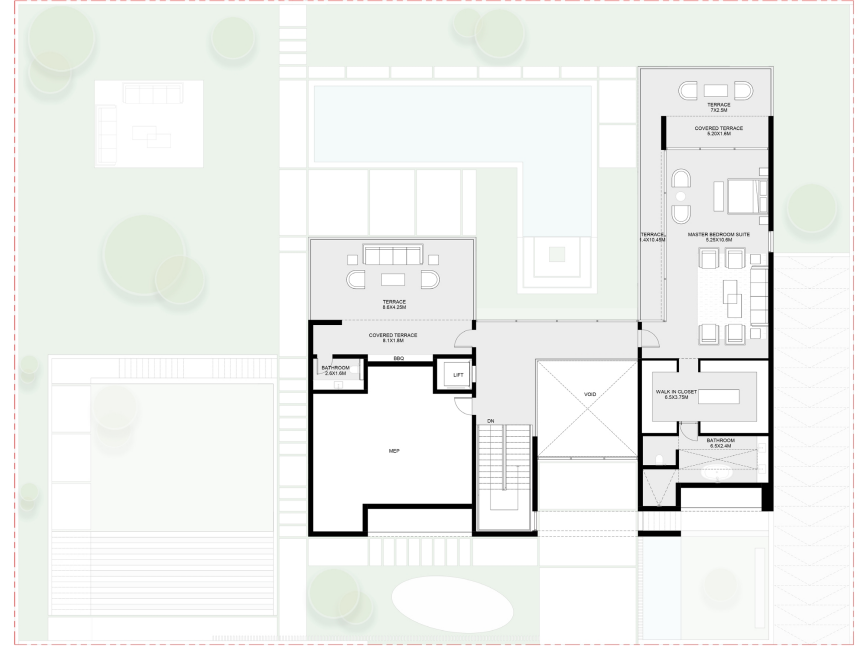 TERRACE
7X2.5M
COVERED TERRACE
5.20X1.6M
TERRACE
1.4X10.45M
MASTER BEDROOM SUITE
5.25X10.6M
TERRACE
8.6X4.25M
COVERED TERRACE
8.1X1.8M
BBQ
BATHROOM
2.6X1.6M
LIFT
VOID
WALK IN CLOSET
6.5X3.75M
DN
BATHROOM
6.5X2.4M
MEP